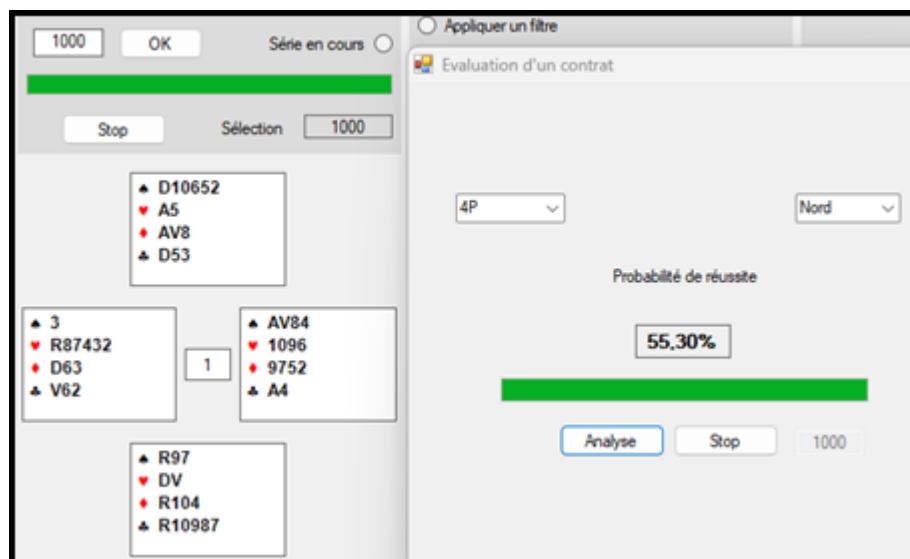 1000 OK Série en cours
Stop Sélection 1000
♠ D10652
♥ A5
♦ AV8
♣ D53
♠ 3
♥ R87432
♦ D63
♣ V62
1
♠ AV84
♥ 1096
♦ 9752
♣ A4
♠ R97
♥ DV
♦ R104
♣ R10987
Appliquer un filtre
Evaluation d'un contrat
4P Nord
Probabilité de réussite
55,30%
Analyse Stop 1000